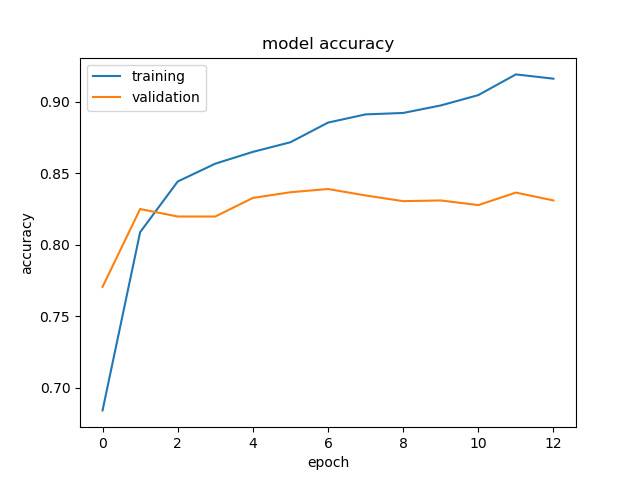 model accuracy
training
validation
0.90
0.85
0.80
0.75
0.70
accuracy
0 2 4 6 8 10 12
epoch